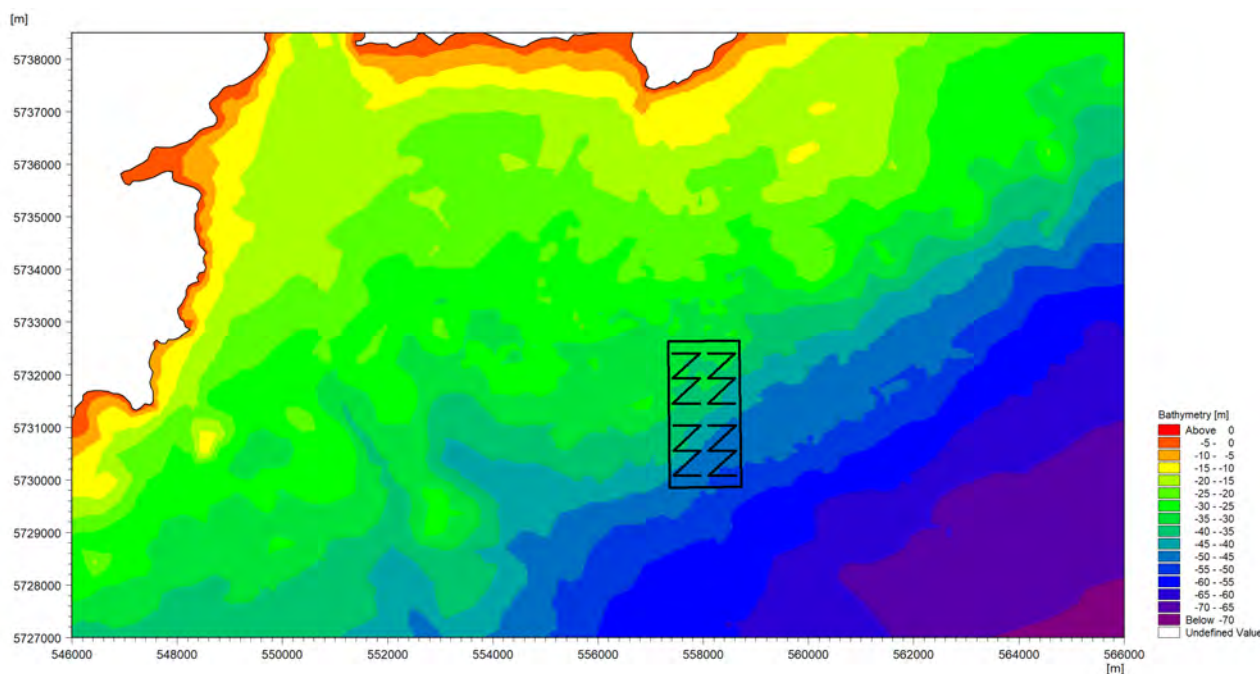 [m]
5738000
5737000
5736000
5735000
5734000
5733000
5732000
5731000
5730000
5729000
5728000
5727000
546000 548000 550000 552000 554000 556000 558000 560000 562000 564000 566000
[m]
Bathymetry [m]
Above 0
-5 - 0
-10 - -5
-15 - -10
-20 - -15
-25 - -20
-30 - -25
-35 - -30
-40 - -35
-45 - -40
-50 - -45
-55 - -50
-60 - -55
-65 - -60
-70 - -65
Below -70
Undefined Value